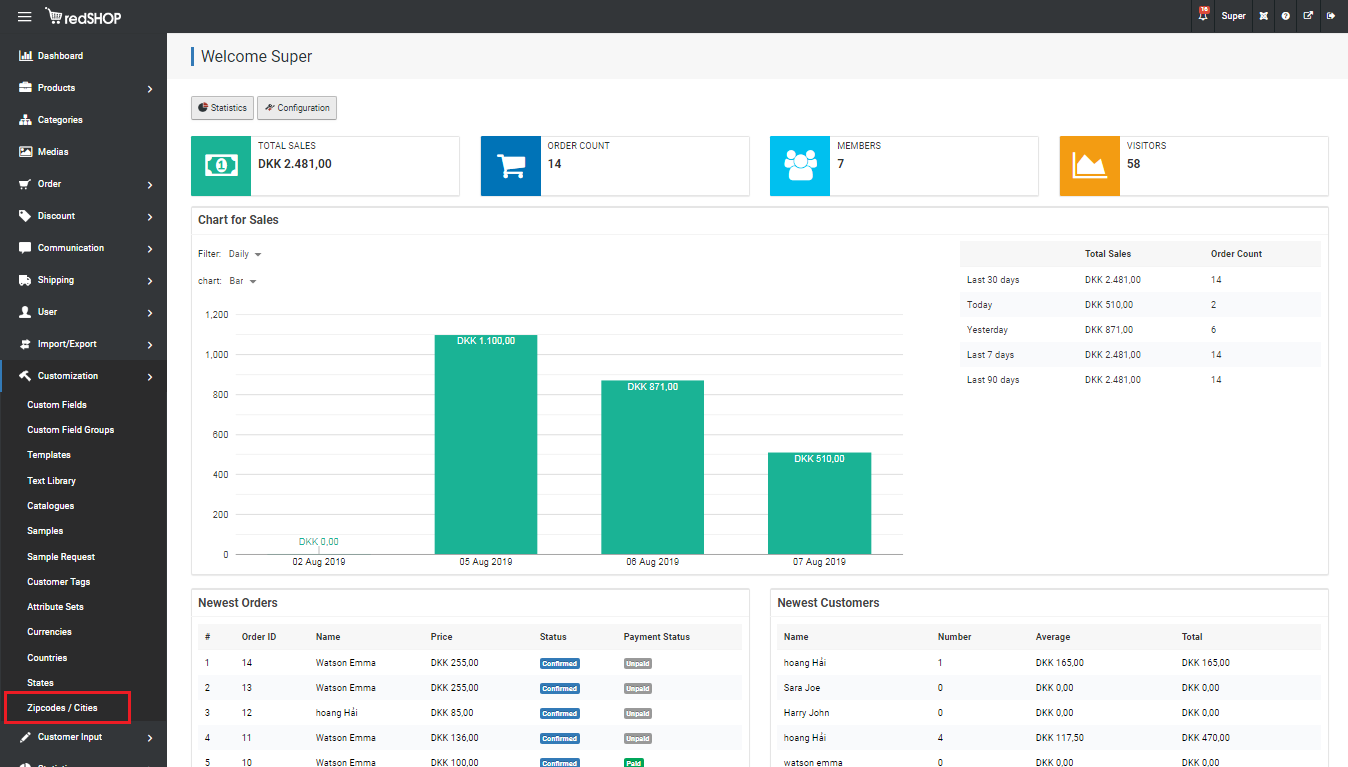 redSHOP
16
Super
Dashboard
Products
Categories
Medias
Order
Discount
Communication
Shipping
User
Import/Export
Customization
Custom Fields
Custom Field Groups
Templates
Text Library
Catalogues
Samples
Sample Request
Customer Tags
Attribute Sets
Currencies
Countries
States
Zipcodes / Cities
Customer Input
Welcome Super
Statistics Configuration
TOTAL SALES
DKK 2.481,00
ORDER COUNT
14
MEMBERS
7
VISITORS
58
Chart for Sales
Filter: Daily
chart: Bar
1,200
1,000
800
600
400
200
0
DKK 0,00
DKK 1.100,00
DKK 871,00
DKK 510,00
02 Aug 2019 05 Aug 2019 06 Aug 2019 07 Aug 2019
Total Sales Order Count
Last 30 days DKK 2.481,00 14
Today DKK 510,00 2
Yesterday DKK 871,00 6
Last 7 days DKK 2.481,00 14
Last 90 days DKK 2.481,00 14
Newest Orders
# Order ID Name Price Status Payment Status
1 14 Watson Emma DKK 255,00 Confirmed Unpaid
2 13 Watson Emma DKK 255,00 Confirmed Unpaid
3 12 hoang Hải DKK 85,00 Confirmed Unpaid
4 11 Watson Emma DKK 136,00 Confirmed Unpaid
5 10 Watson Emma DKK 100,00 Confirmed Paid
Newest Customers
Name Number Average Total
hoang Hải 1 DKK 165,00 DKK 165,00
Sara Joe 0 DKK 0,00 DKK 0,00
Harry John 0 DKK 0,00 DKK 0,00
hoang Hải 4 DKK 117,50 DKK 470,00
watson emma 0 DKK 0,00 DKK 0,00